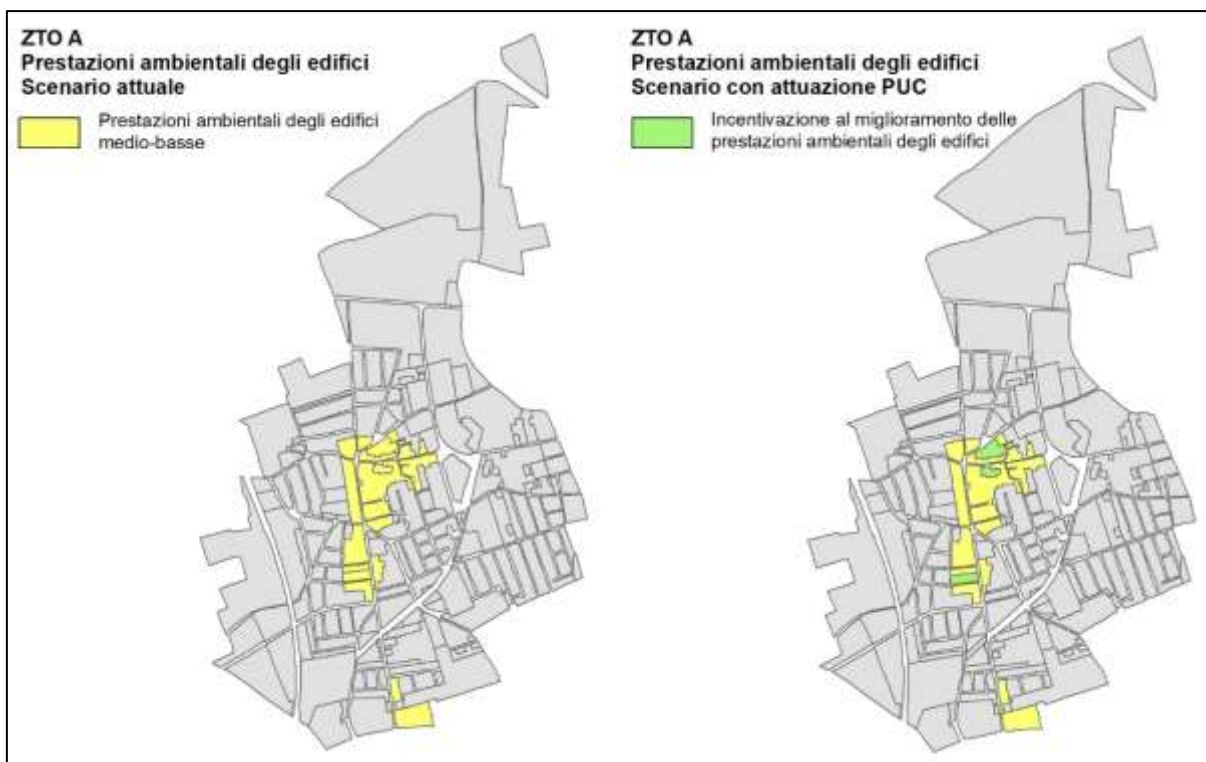 ZTO A
Prestazioni ambientali degli edifici
Scenario attuale
Prestazioni ambientali degli edifici
medio-basse
ZTO A
Prestazioni ambientali degli edifici
Scenario con attuazione PUC
Incentivazione al miglioramento delle
prestazioni ambientali degli edifici